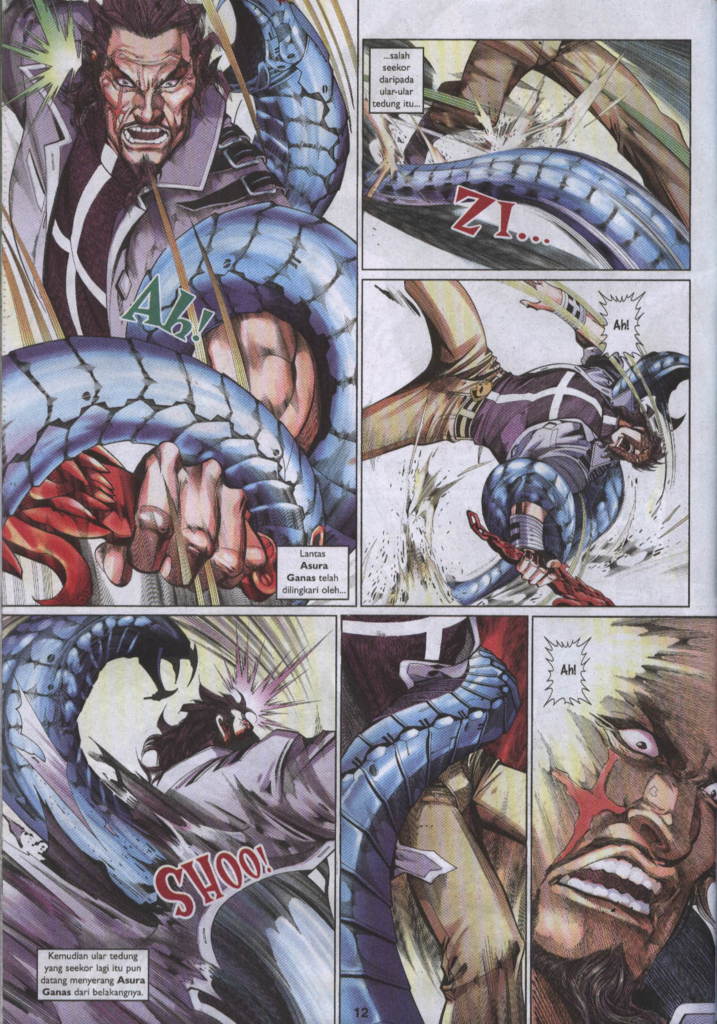 Ah!
Lantas
Asura
Ganas telah
dilingkari oleh...
...salah
seekor
daripada
ular-ular
tedung itu...
ZI...
Ah!
SHOO!
Kemudian ular tedung
yang seekor lagi itu pun
datang menyerang Asura
Ganas dari belakangnya.
Ah!
12